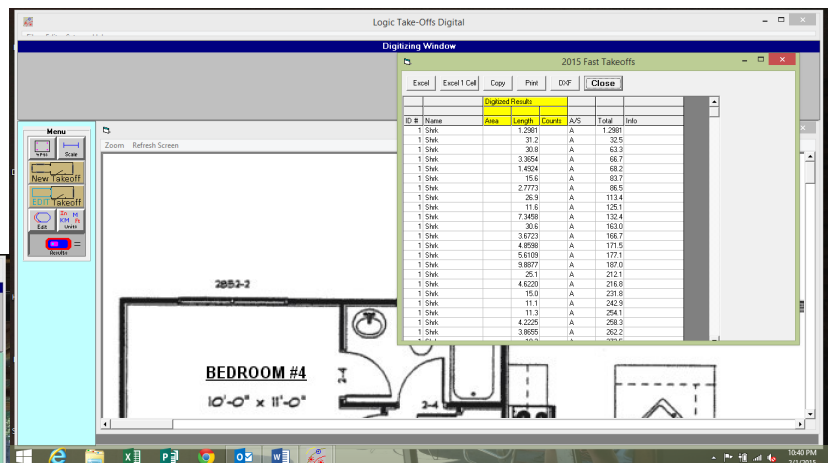 Logic Take-Offs Digital
Digitizing Window
2015 Fast Takeoffs
Excel Excel 1 Cell Copy Print DXF Close
Digitized Results
ID # Name Area Length Counts A/S Total Info
1 Shrk 1.2981 A 1.2981
1 Shrk 31.2 A 32.5
1 Shrk 30.8 A 63.3
1 Shrk 3.3654 A 66.7
1 Shrk 1.4924 A 68.2
1 Shrk 15.6 A 83.7
1 Shrk 2.7773 A 86.5
1 Shrk 26.9 A 113.4
1 Shrk 11.6 A 125.1
1 Shrk 7.3458 A 132.4
1 Shrk 30.6 A 163.0
1 Shrk 3.6723 A 166.7
1 Shrk 4.8598 A 171.5
1 Shrk 5.6109 A 177.1
1 Shrk 9.8877 A 187.0
1 Shrk 25.1 A 212.1
1 Shrk 4.6220 A 216.8
1 Shrk 15.0 A 231.8
1 Shrk 11.1 A 242.9
1 Shrk 11.3 A 254.1
1 Shrk 4.2225 A 258.3
1 Shrk 3.8655 A 262.2
Menu
Scale
New Takeoff
EDIT Takeoff
In M
KM Ft
Edit Units
Results
Zoom Refresh Screen
2852-2
BEDROOM #4
10'-0" x 11'-0"
2-4
2-4
10:40 PM